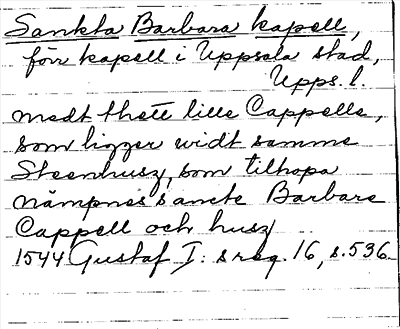 Sankta Barbara kapell,
förr kapell i Uppsala stad,
Upps. l.
medt thett lille Cappelle,
som ligger widt samme
Steenhusz, som tilhopa
nämpnes sancte Barbare
Cappell och husz
1544 Gustaf I:s reg. 16, s. 536.